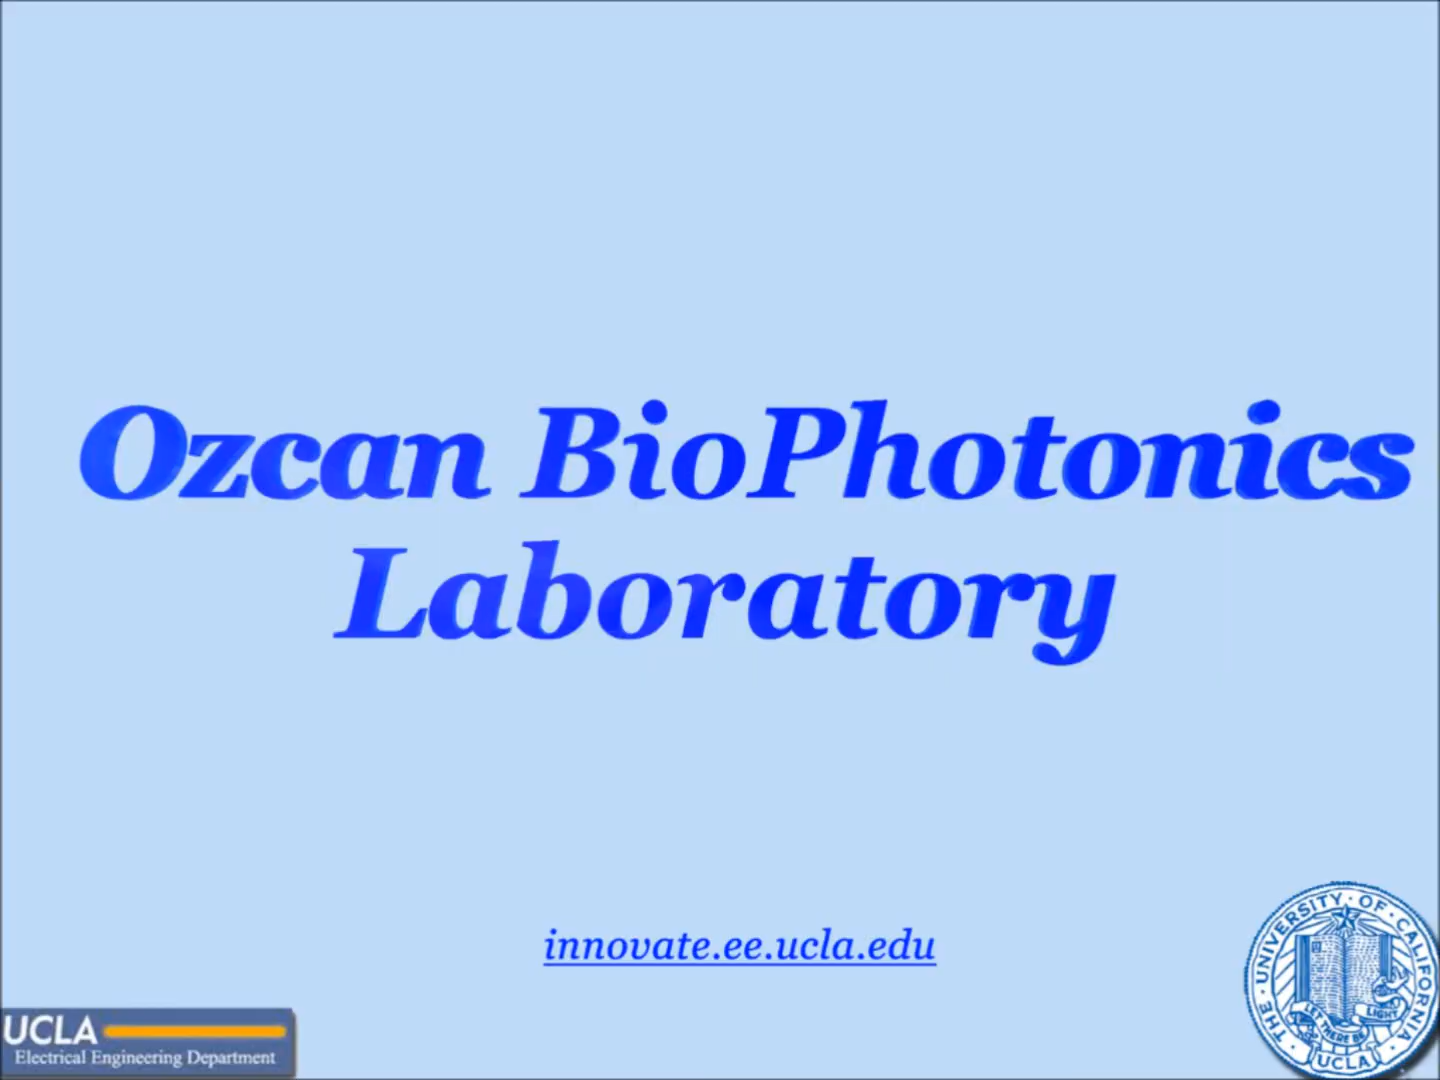 Ozcan BioPhotonics
Laboratory
innovate.ee.ucla.edu
UCLA
Electrical Engineering Department
THE · UNIVERSITY · OF · CALIFORNIA ·
LET THERE BE LIGHT
UCLA